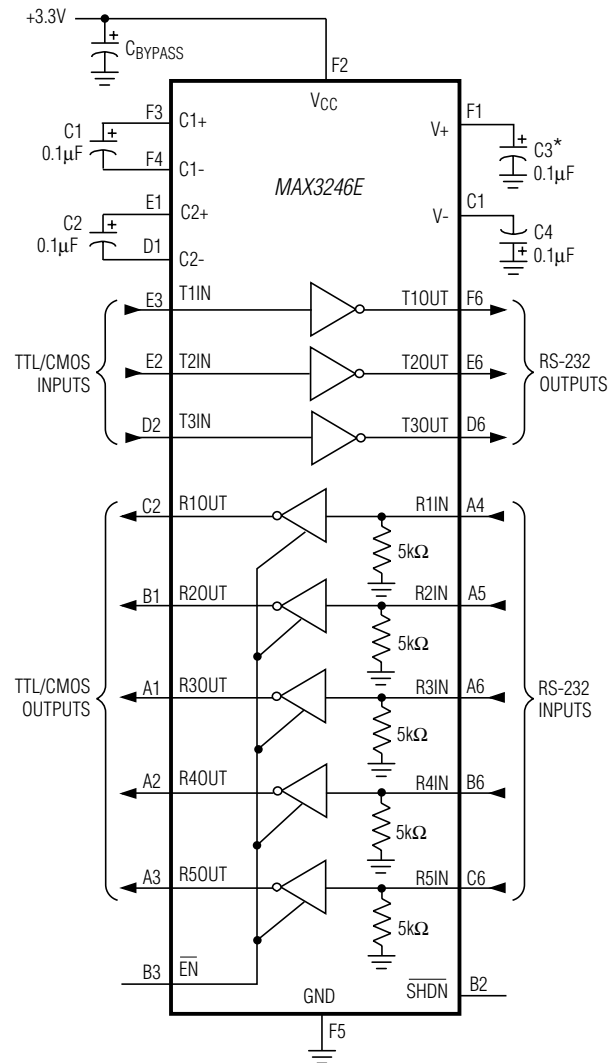 +3.3V
CBYPASS
F2
VCC
F3
C1+
C1
0.1µF
F4
C1-
F1
V+
C3*
0.1µF
MAX3246E
E1
C2+
C2
0.1µF
D1
C2-
C1
V-
C4
0.1µF
E3
T1IN
T1OUT
F6
TTL/CMOS
INPUTS
E2
T2IN
T2OUT
E6
RS-232
OUTPUTS
D2
T3IN
T3OUT
D6
C2
R1OUT
R1IN
A4
5kΩ
B1
R2OUT
R2IN
A5
5kΩ
TTL/CMOS
OUTPUTS
A1
R3OUT
R3IN
A6
RS-232
INPUTS
5kΩ
A2
R4OUT
R4IN
B6
5kΩ
A3
R5OUT
R5IN
C6
5kΩ
B3
EN
GND
SHDN
B2
F5